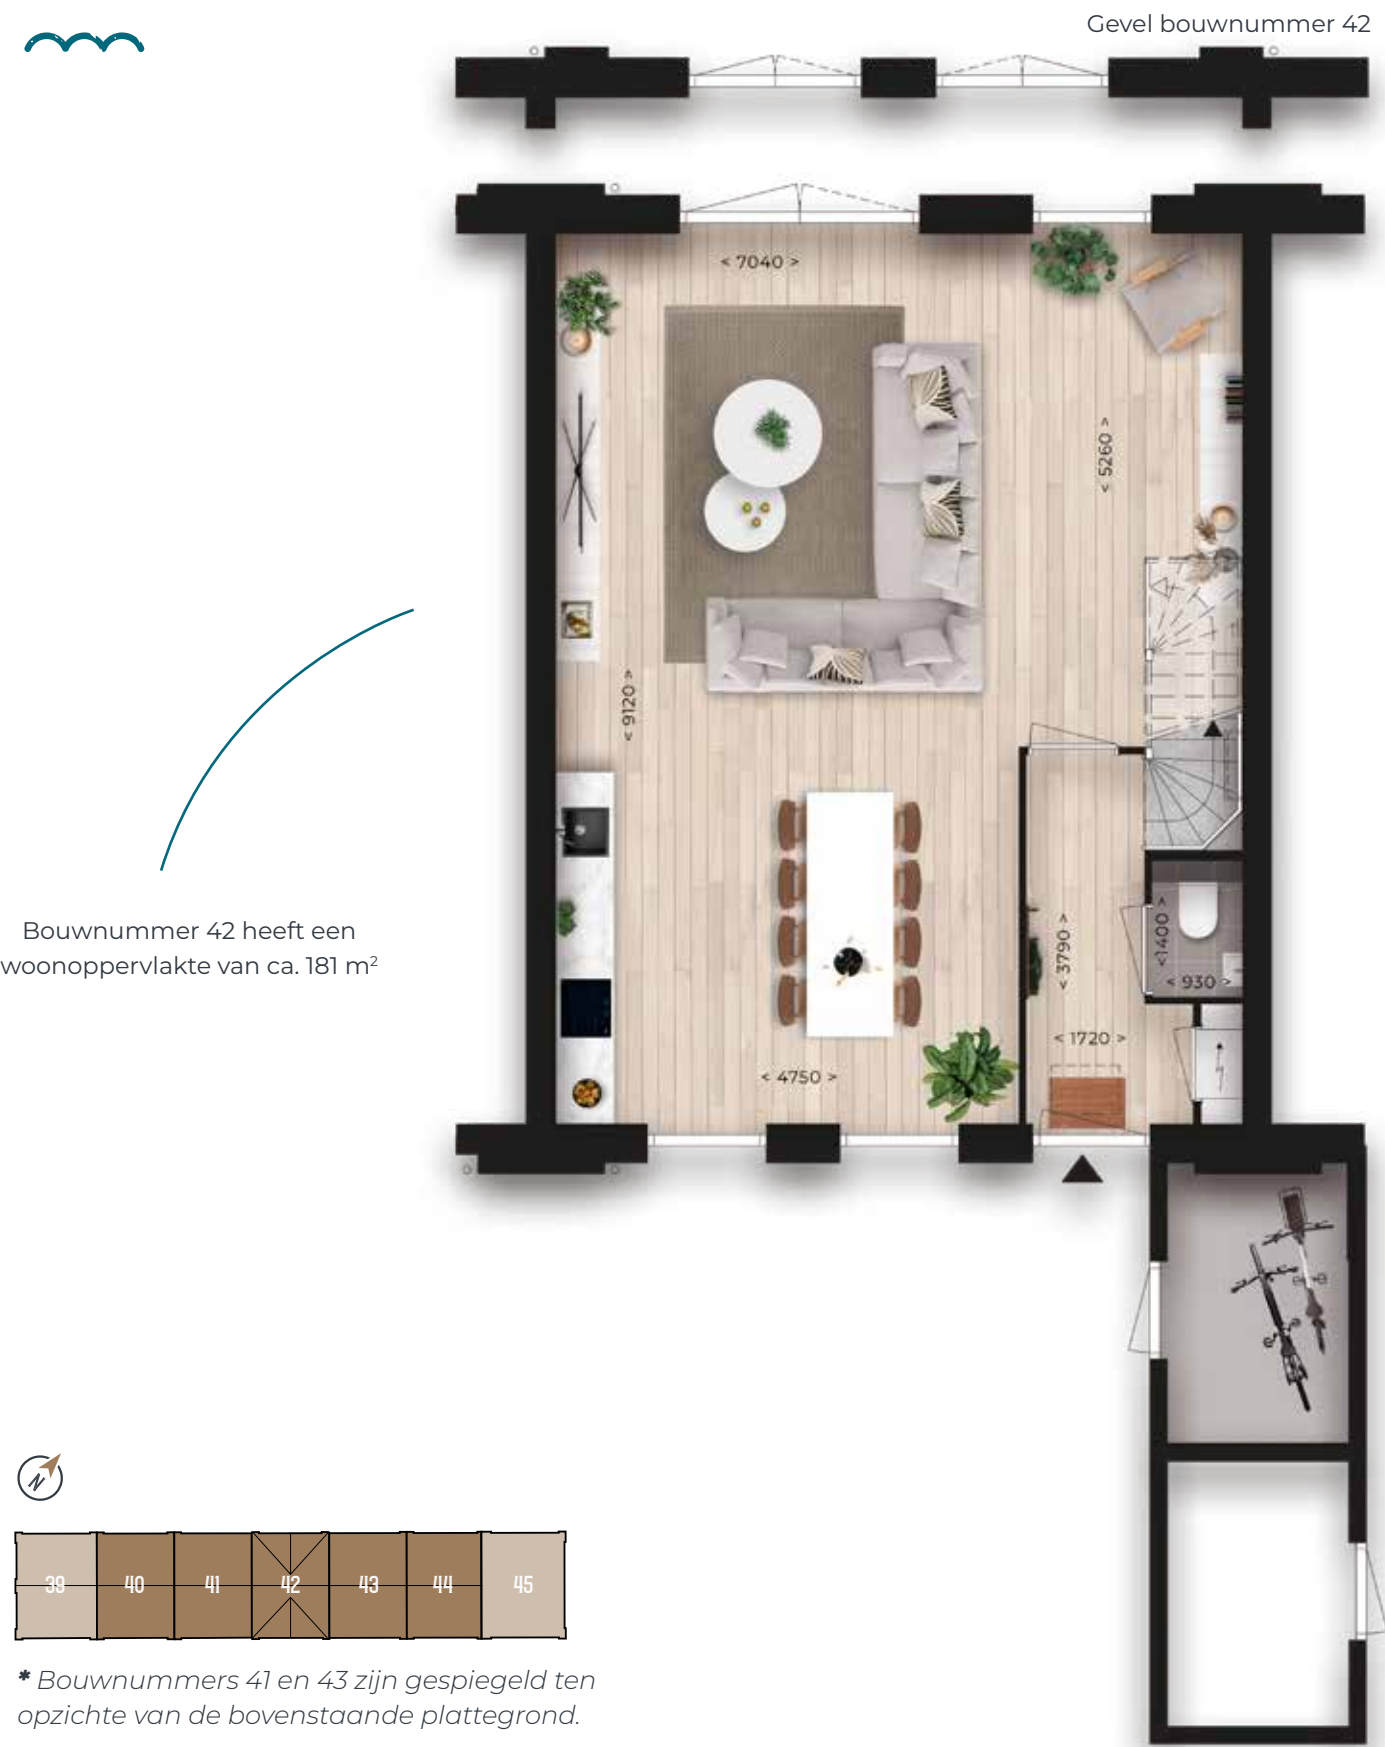 Gevel bouwnummer 42
< 7040 >
< 5260 >
< 9120 >
Bouwnummer 42 heeft een
woonoppervlakte van ca. 181 m²
< 3790 >
<1400 >
< 930 >
< 1720 >
< 4750 >
N
39 40 41 42 43 44 45
* Bouwnummers 41 en 43 zijn gespiegeld ten
opzichte van de bovenstaande plattegrond.